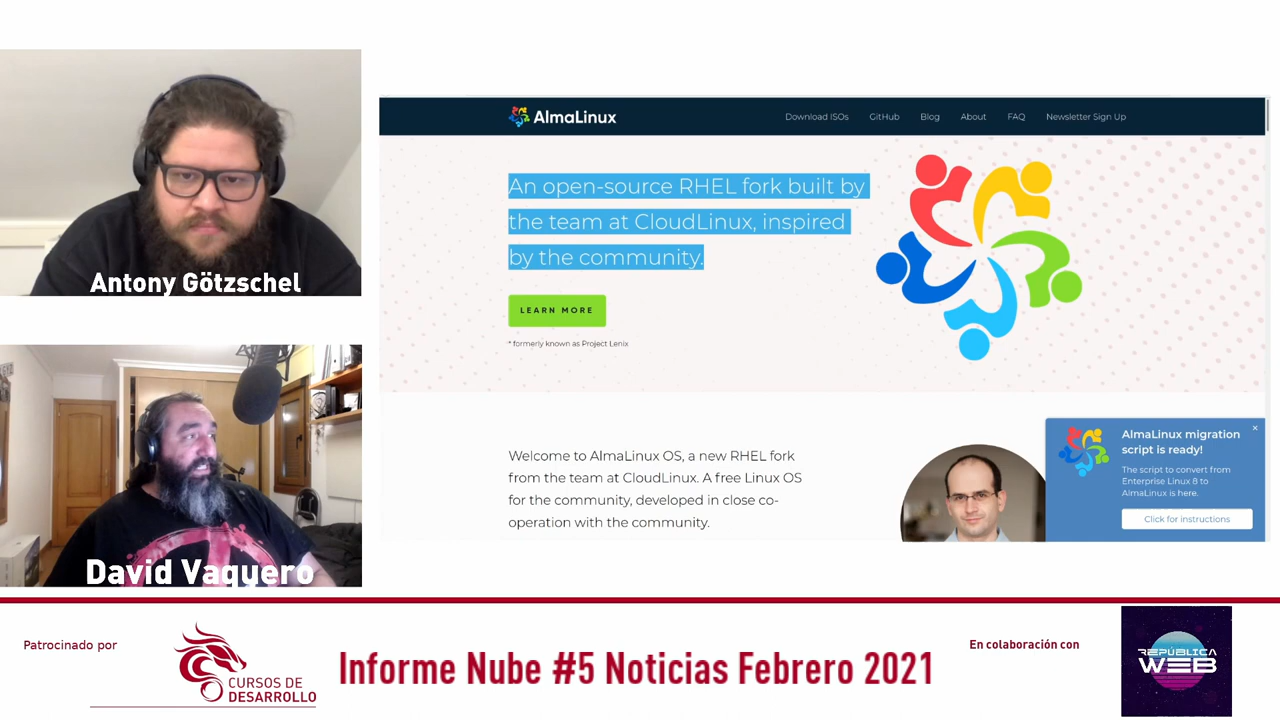 Antony Götzschel
David Vaquero
AlmaLinux
Download ISOs GitHub Blog About FAQ Newsletter Sign Up
An open-source RHEL fork built by
the team at CloudLinux, inspired
by the community.
LEARN MORE
* formerly known as Project Lenix
Welcome to AlmaLinux OS, a new RHEL fork
from the team at CloudLinux. A free Linux OS
for the community, developed in close co-
operation with the community.
AlmaLinux migration
script is ready!
×
The script to convert from
Enterprise Linux 8 to
AlmaLinux is here.
Click for instructions
Patrocinado por
CURSOS DE
DESARROLLO
Informe Nube #5 Noticias Febrero 2021
En colaboración con
REPÚBLICA
WEB